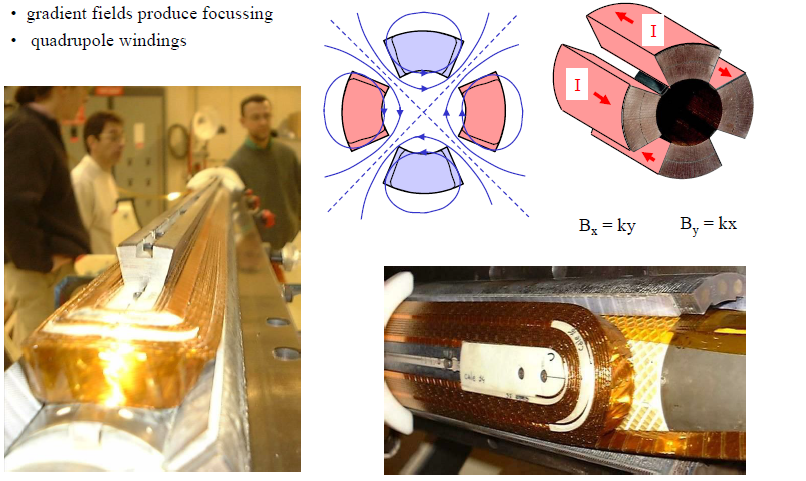 • gradient fields produce focussing
• quadrupole windings
I
I
Bx = ky By = kx